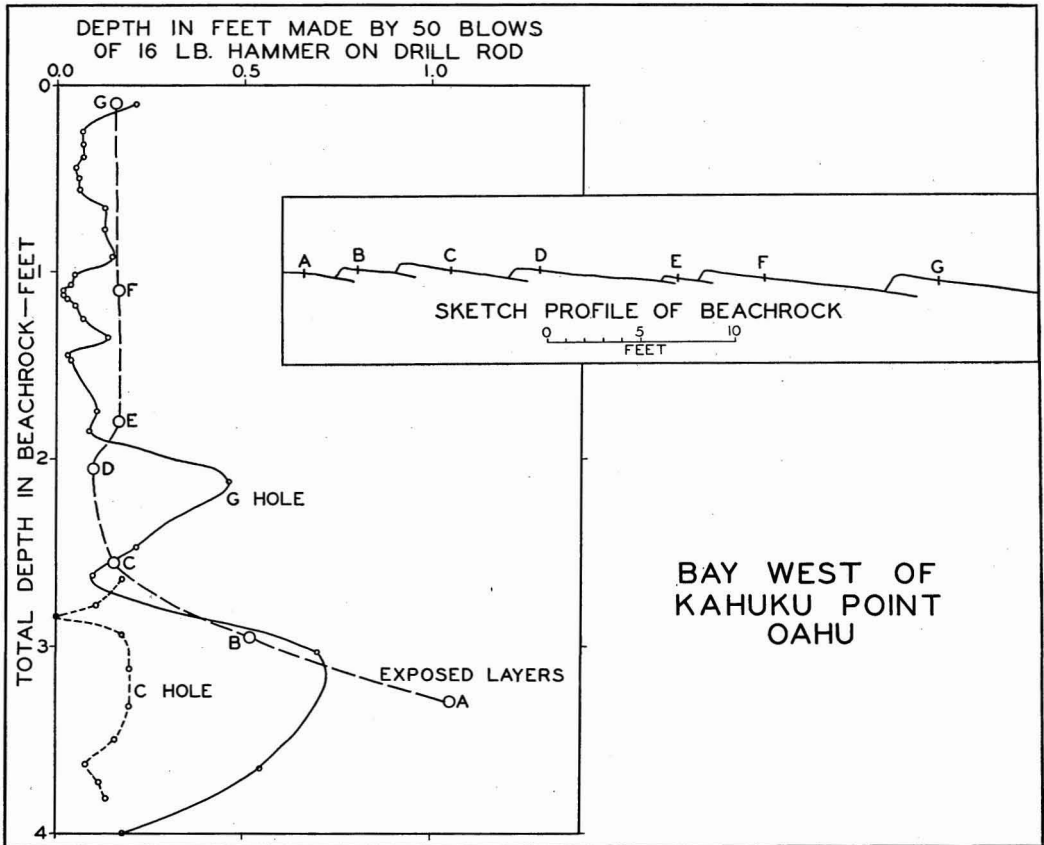 DEPTH IN FEET MADE BY 50 BLOWS
OF 16 LB. HAMMER ON DRILL ROD
0.0 0.5 1.0
0
1
2
3
4
TOTAL DEPTH IN BEACHROCK—FEET
G
F
E
D
C
B
A
G HOLE
C HOLE
EXPOSED LAYERS
A B C D E F G
SKETCH PROFILE OF BEACHROCK
0 5 10
FEET
BAY WEST OF
KAHUKU POINT
OAHU